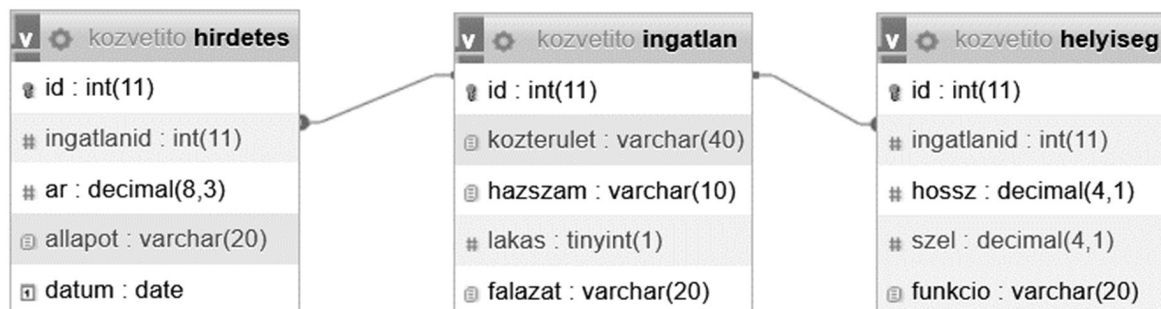 kozvetito hirdetes
id : int(11)
ingatlanid : int(11)
ar : decimal(8,3)
allapot : varchar(20)
datum : date
kozvetito ingatlan
id : int(11)
kozterulet : varchar(40)
hazszam : varchar(10)
lakas : tinyint(1)
falazat : varchar(20)
kozvetito helyiseg
id : int(11)
ingatlanid : int(11)
hossz : decimal(4,1)
szel : decimal(4,1)
funkcio : varchar(20)